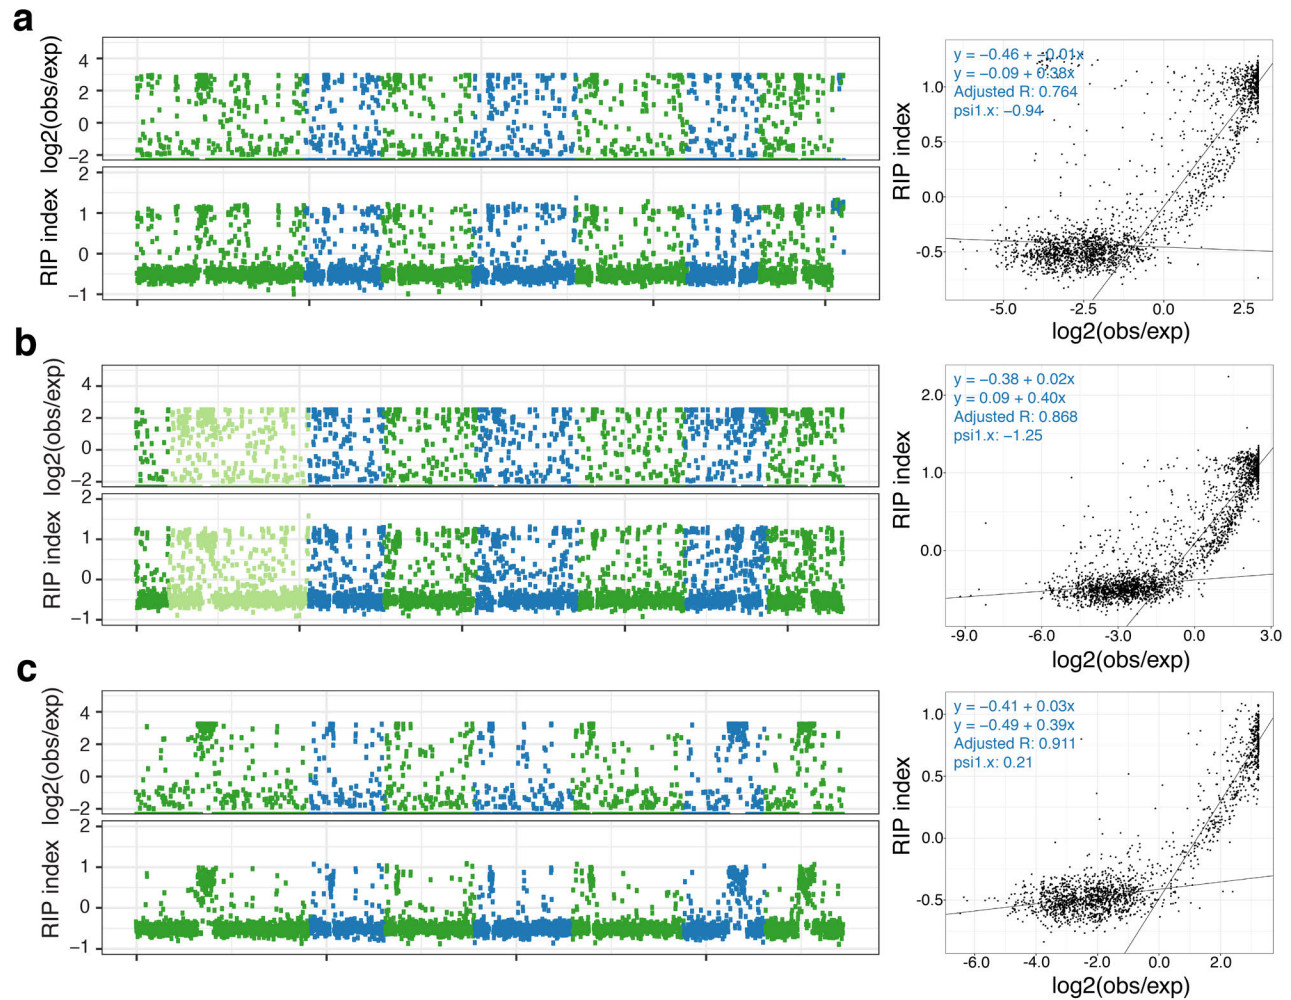 a
log2(obs/exp)
4
2
0
−2
RIP index
2
1
0
−1
y = −0.46 + −0.01x
y = −0.09 + 0.38x
Adjusted R: 0.764
psi1.x: −0.94
RIP index
1.0
0.5
0.0
-0.5
-5.0 -2.5 0.0 2.5
log2(obs/exp)
b
log2(obs/exp)
4
2
0
−2
RIP index
2
1
0
−1
y = −0.38 + 0.02x
y = 0.09 + 0.40x
Adjusted R: 0.868
psi1.x: −1.25
RIP index
2.0
1.0
0.0
-9.0 -6.0 -3.0 0.0 3.0
log2(obs/exp)
c
log2(obs/exp)
4
2
0
−2
RIP index
2
1
0
−1
y = −0.41 + 0.03x
y = −0.49 + 0.39x
Adjusted R: 0.911
psi1.x: 0.21
RIP index
1.0
0.5
0.0
-0.5
-6.0 -4.0 -2.0 0.0 2.0
log2(obs/exp)